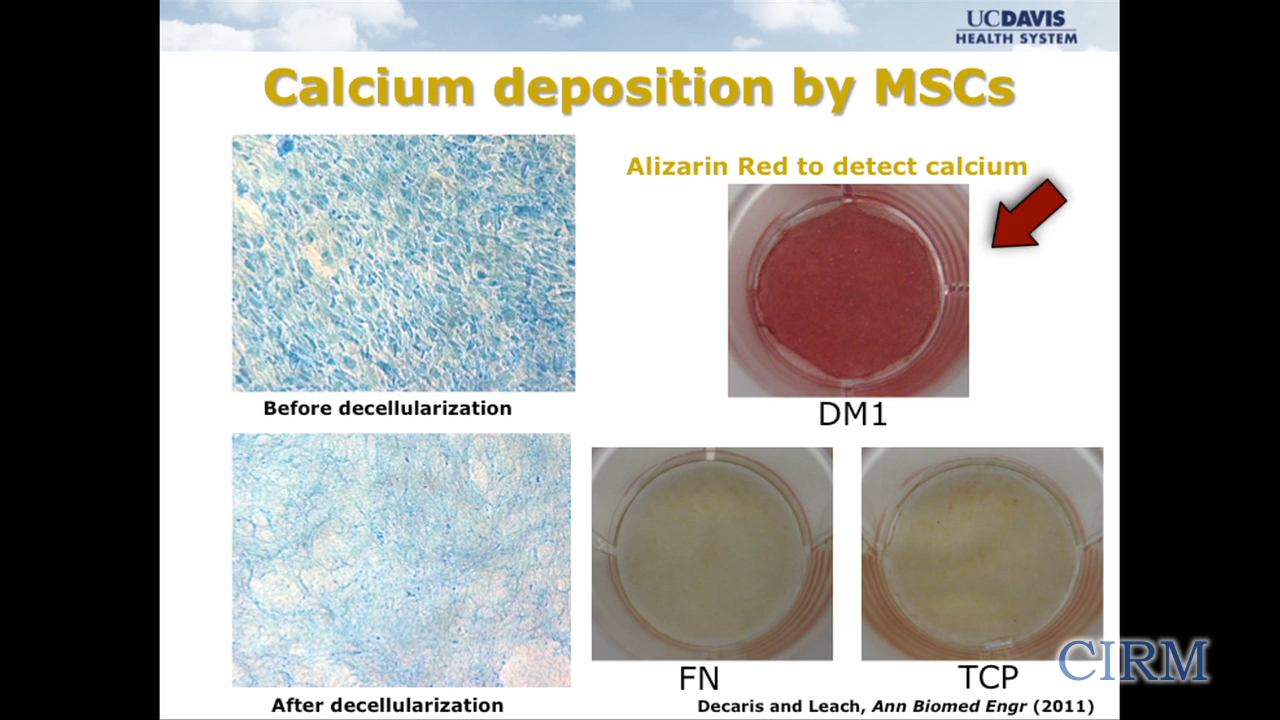 UCDAVIS
HEALTH SYSTEM
Calcium deposition by MSCs
Alizarin Red to detect calcium
DM1
Before decellularization
FN
TCP
CIRM
After decellularization
Decaris and Leach, Ann Biomed Engr (2011)